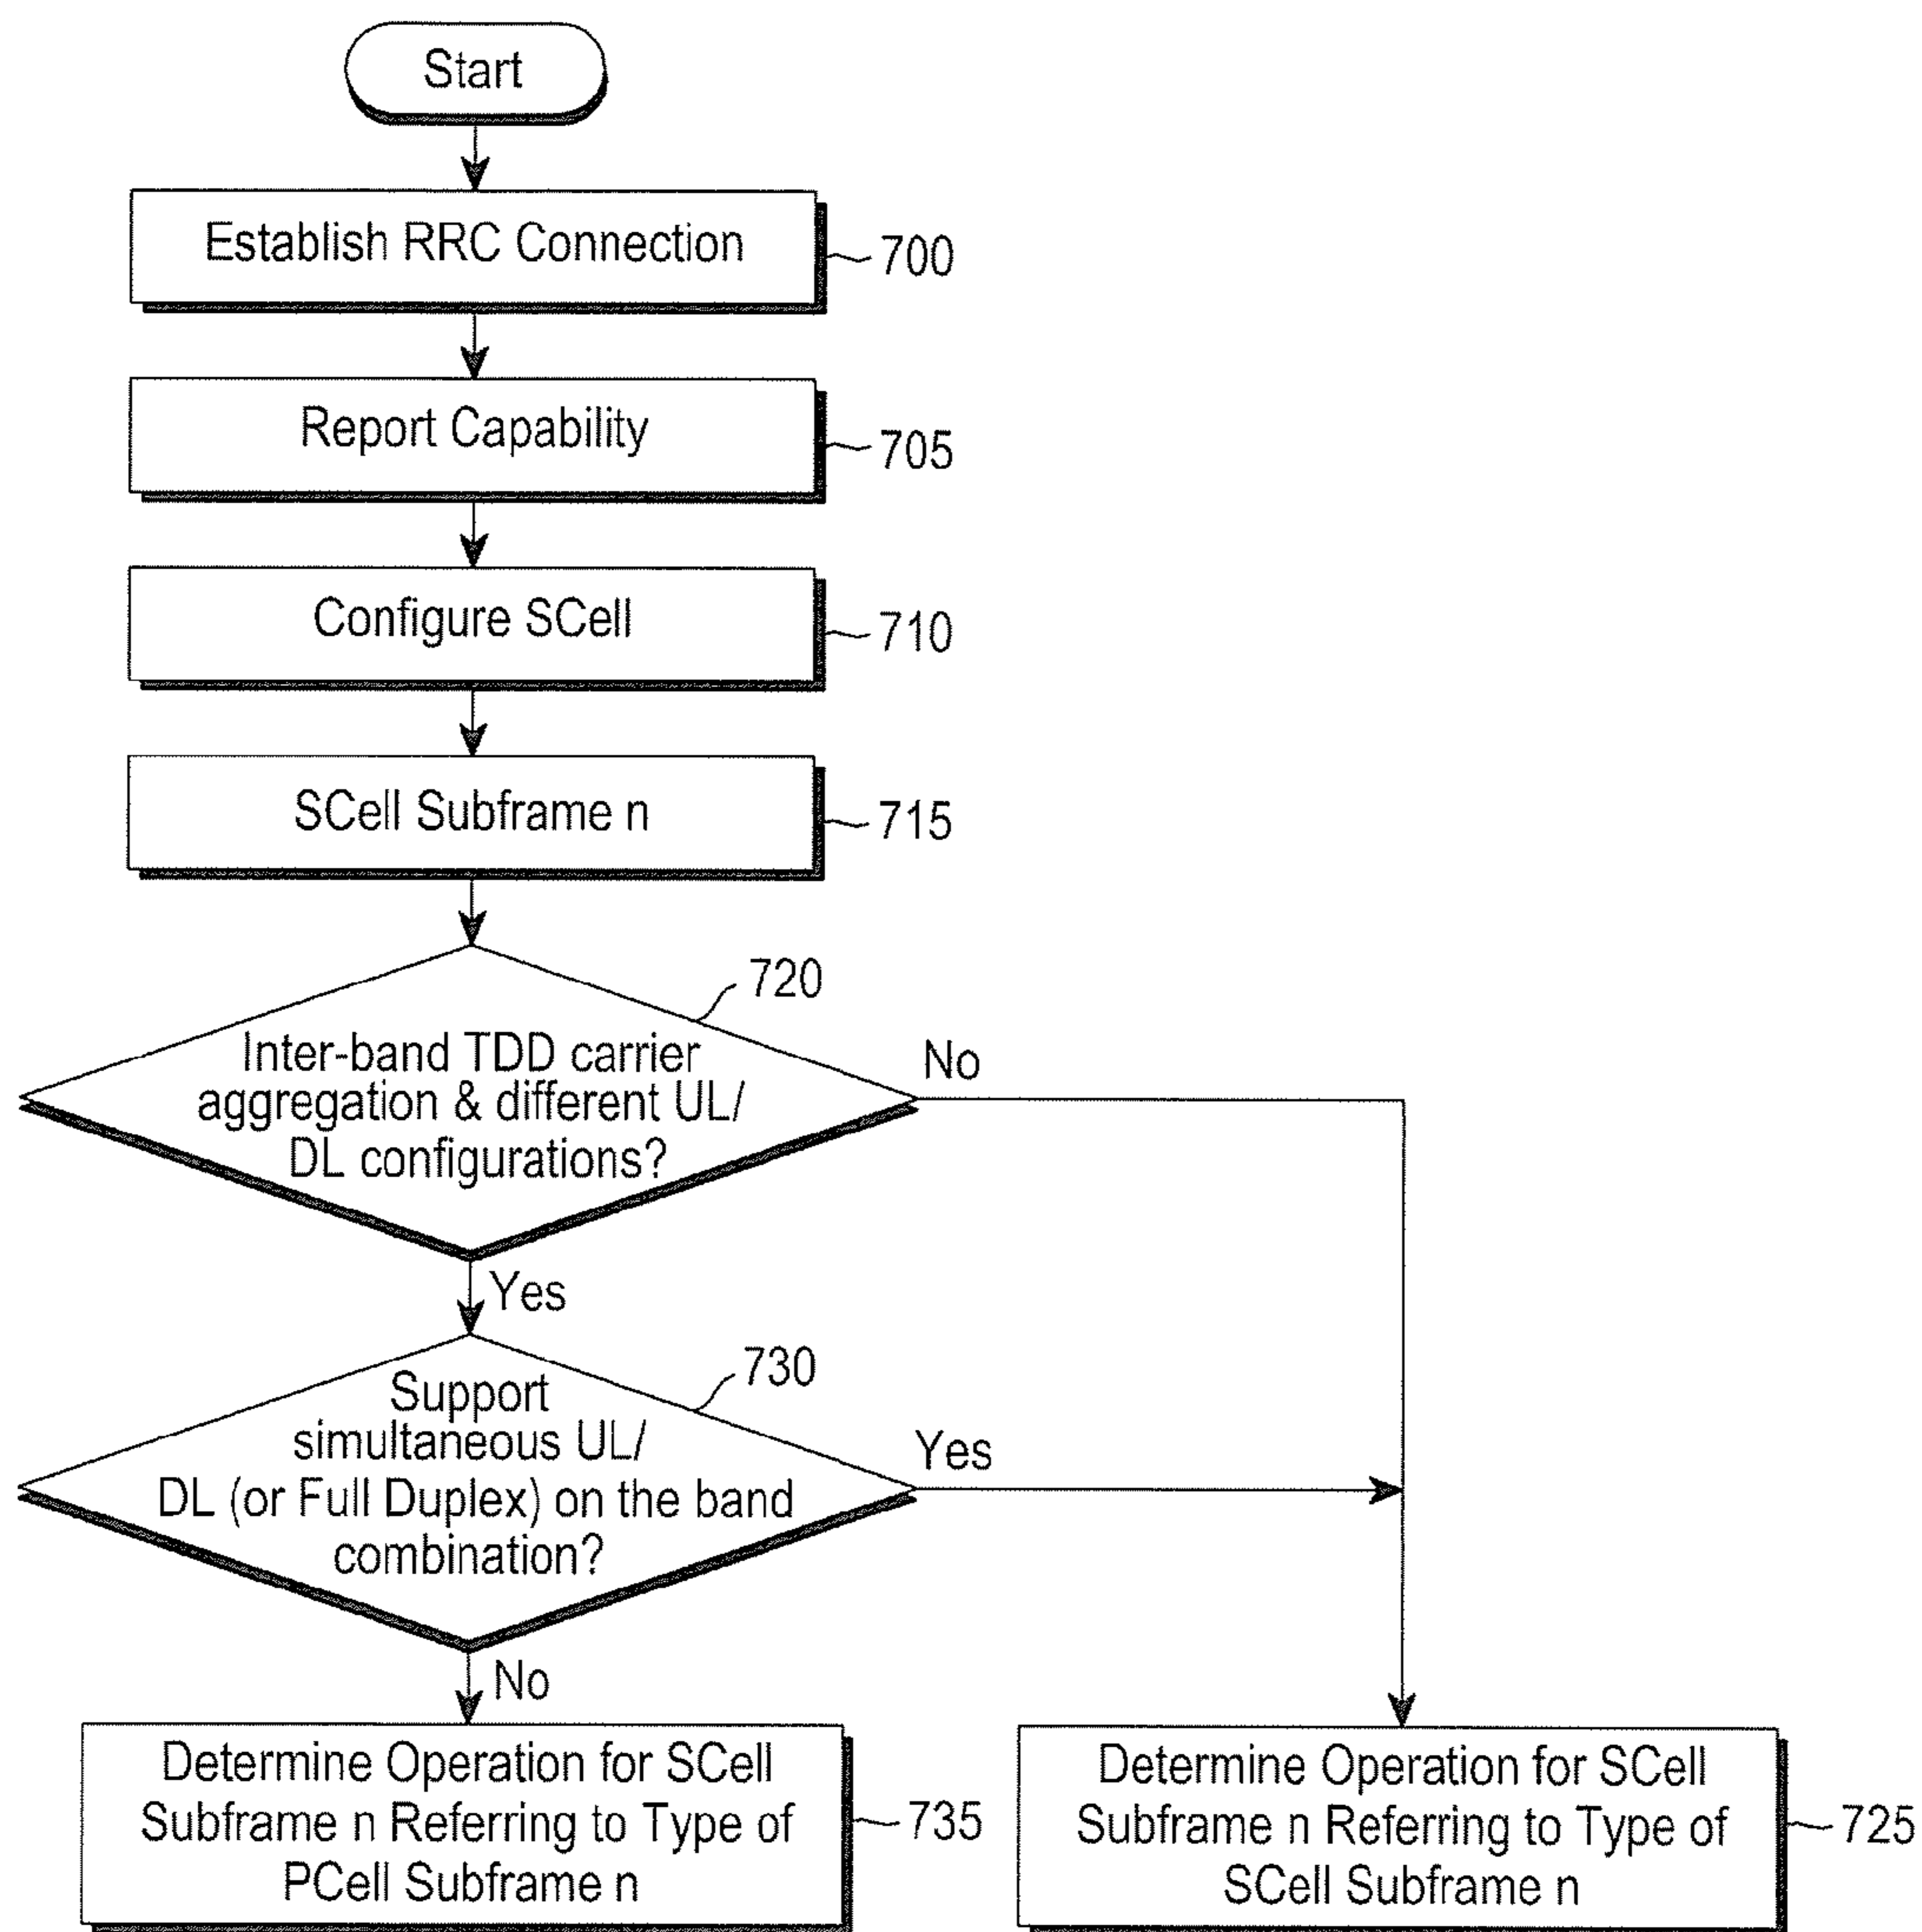 Start
Establish RRC Connection
700
Report Capability
705
Configure SCell
710
SCell Subframe n
715
720
Inter-band TDD carrier
aggregation & different UL/
DL configurations?
No
Yes
730
Support
simultaneous UL/
DL (or Full Duplex) on the band
combination?
Yes
No
Determine Operation for SCell
Subframe n Referring to Type of
PCell Subframe n
735
Determine Operation for SCell
Subframe n Referring to Type of
SCell Subframe n
725